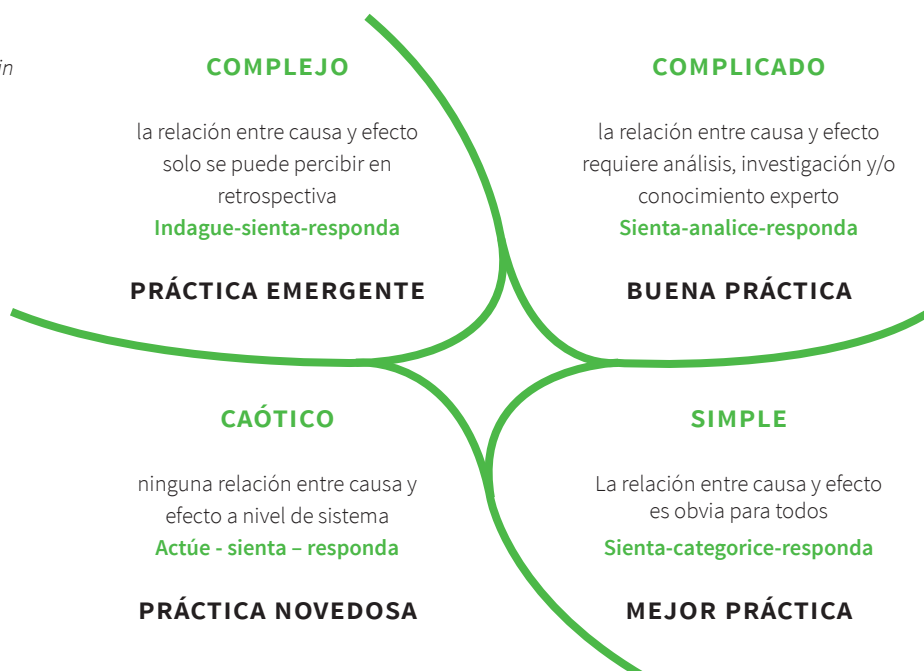 in
COMPLEJO
la relación entre causa y efecto
solo se puede percibir en
retrospectiva
Indague-sienta-responda
PRÁCTICA EMERGENTE
COMPLICADO
la relación entre causa y efecto
requiere análisis, investigación y/o
conocimiento experto
Sienta-analice-responda
BUENA PRÁCTICA
CAÓTICO
ninguna relación entre causa y
efecto a nivel de sistema
Actúe - sienta – responda
PRÁCTICA NOVEDOSA
SIMPLE
La relación entre causa y efecto
es obvia para todos
Sienta-categorice-responda
MEJOR PRÁCTICA